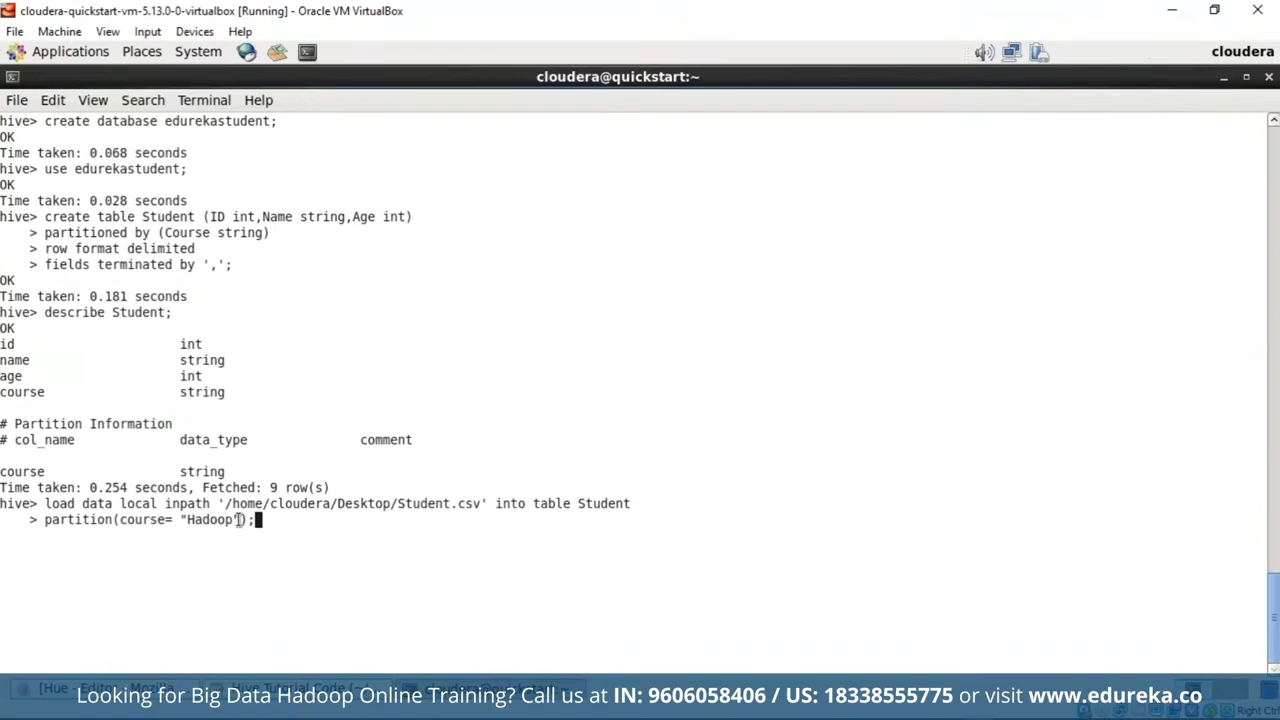 cloudera-quickstart-vm-5.13.0-0-virtualbox [Running] - Oracle VM VirtualBox
File Machine View Input Devices Help
Applications Places System
cloudera
cloudera@quickstart:~
File Edit View Search Terminal Help
hive> create database edurekastudent;
OK
Time taken: 0.068 seconds
hive> use edurekastudent;
OK
Time taken: 0.028 seconds
hive> create table Student (ID int,Name string,Age int)
> partitioned by (Course string)
> row format delimited
> fields terminated by ',';
OK
Time taken: 0.181 seconds
hive> describe Student;
OK
id int
name string
age int
course string
# Partition Information
# col_name data_type comment
course string
Time taken: 0.254 seconds, Fetched: 9 row(s)
hive> load data local inpath '/home/cloudera/Desktop/Student.csv' into table Student
> partition(course= "Hadoop");
Looking for Big Data Hadoop Online Training? Call us at IN: 9606058406 / US: 18338555775 or visit www.edureka.co
Right Ctrl